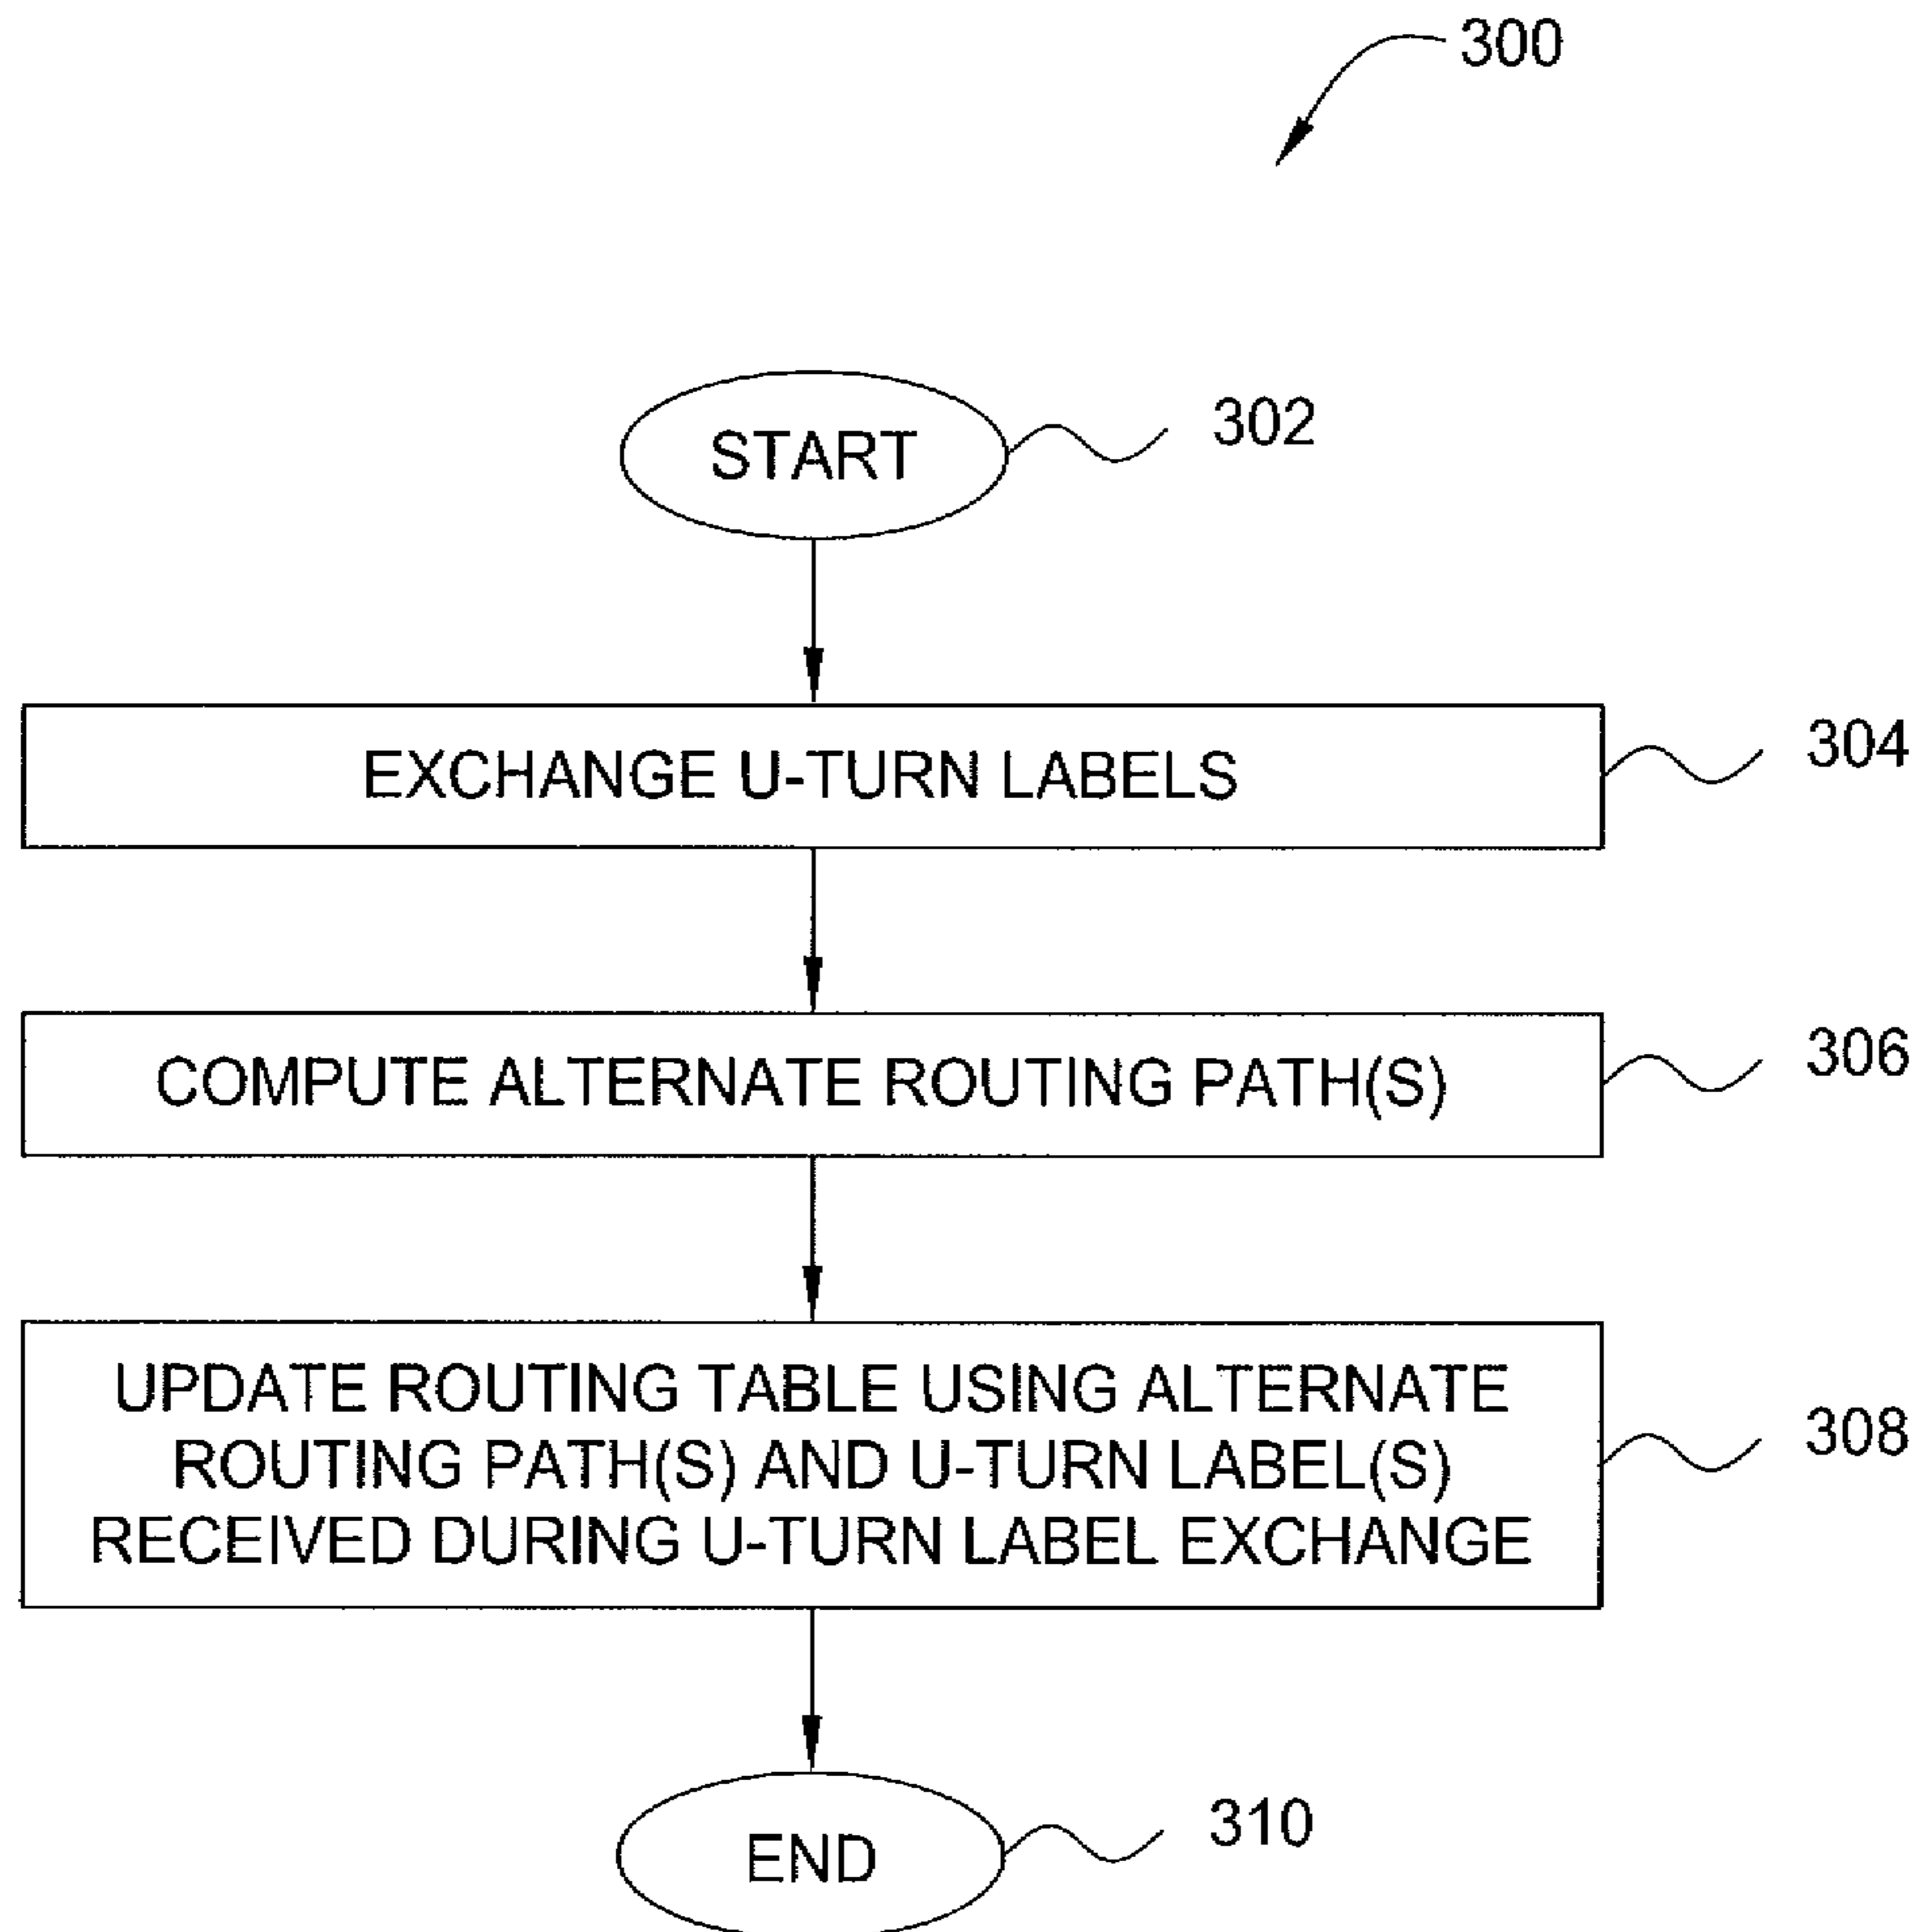 300
START
302
EXCHANGE U-TURN LABELS
304
COMPUTE ALTERNATE ROUTING PATH(S)
306
UPDATE ROUTING TABLE USING ALTERNATE
ROUTING PATH(S) AND U-TURN LABEL(S)
RECEIVED DURING U-TURN LABEL EXCHANGE
308
END
310